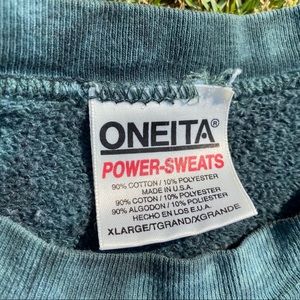 ONEITA®
POWER-SWEATS
90% COTTON / 10% POLYESTER
MADE IN U.S.A.
90% COTON / 10% POLYESTER
90% ALGODON / 10% POLIESTER
HECHO EN LOS E.U.A.
XLARGE/TGRAND/XGRANDE